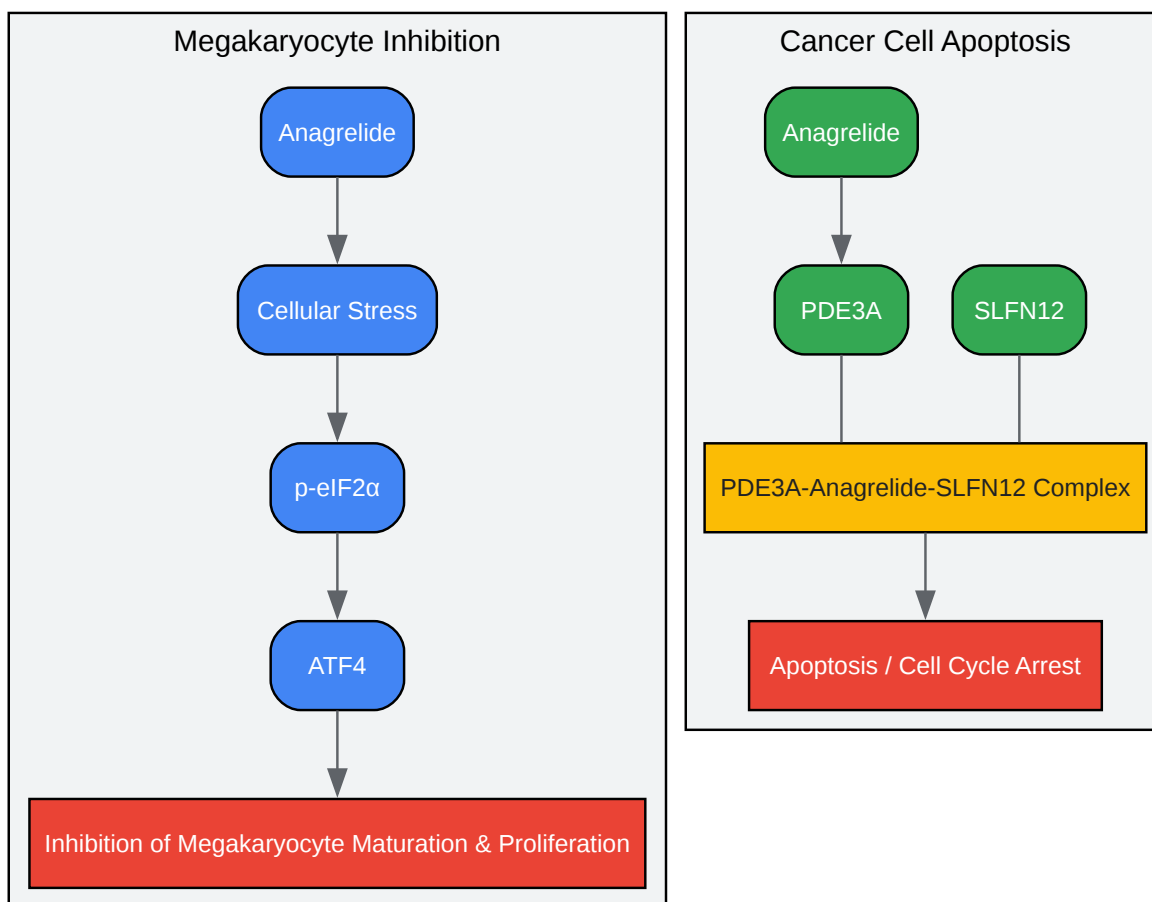 Megakaryocyte Inhibition
Anagrelide
Cellular Stress
p-eIF2α
ATF4
Inhibition of Megakaryocyte Maturation & Proliferation
Cancer Cell Apoptosis
Anagrelide
PDE3A
SLFN12
PDE3A-Anagrelide-SLFN12 Complex
Apoptosis / Cell Cycle Arrest